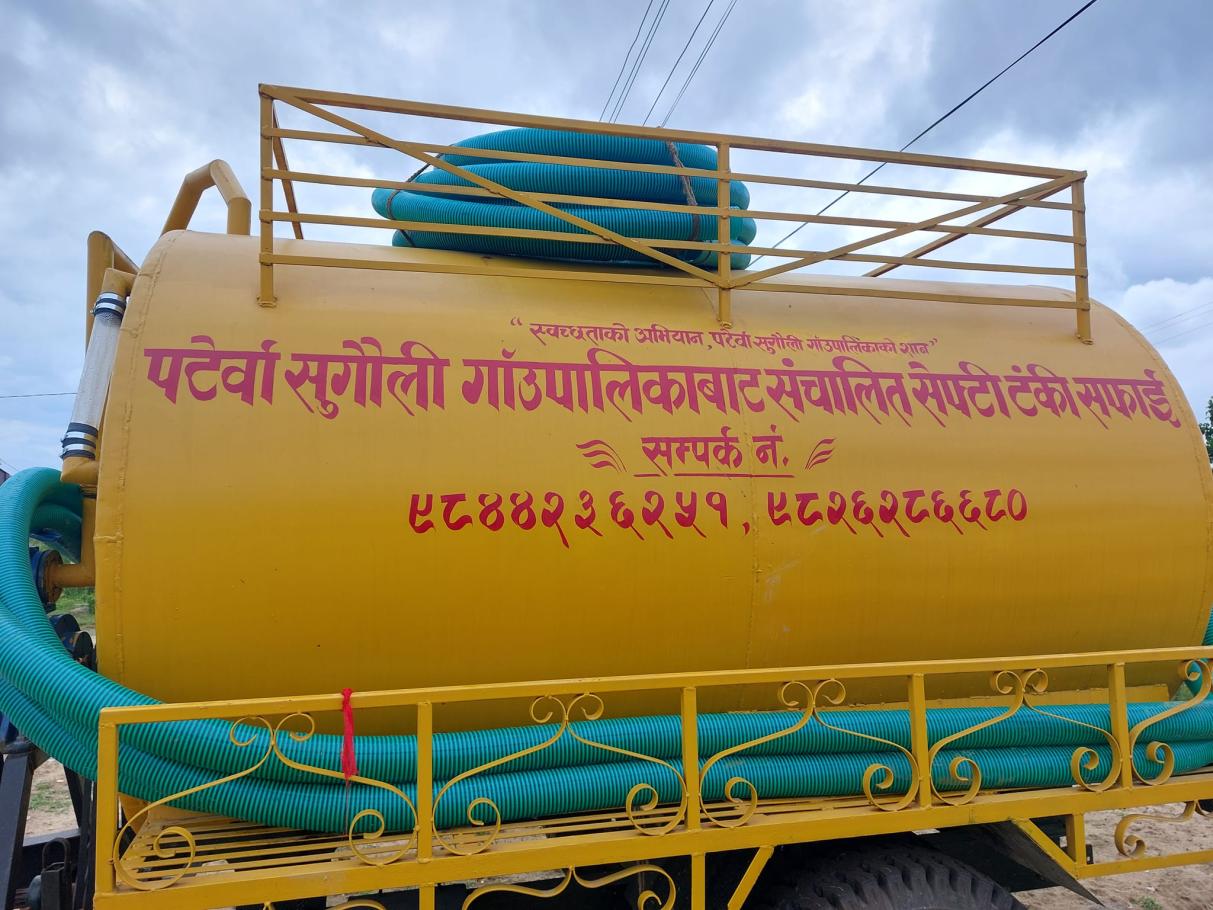 “ स्वच्छताको अभियान, पटेर्वा सुगौली गाँउपालिकाको शान”
पटेर्वा सुगौली गाँउपालिकाबाट संचालित सेफ्टी टंकी सफाई
सम्पर्क नं.
९८४४२३६२५१, ९८२६२८६६८०